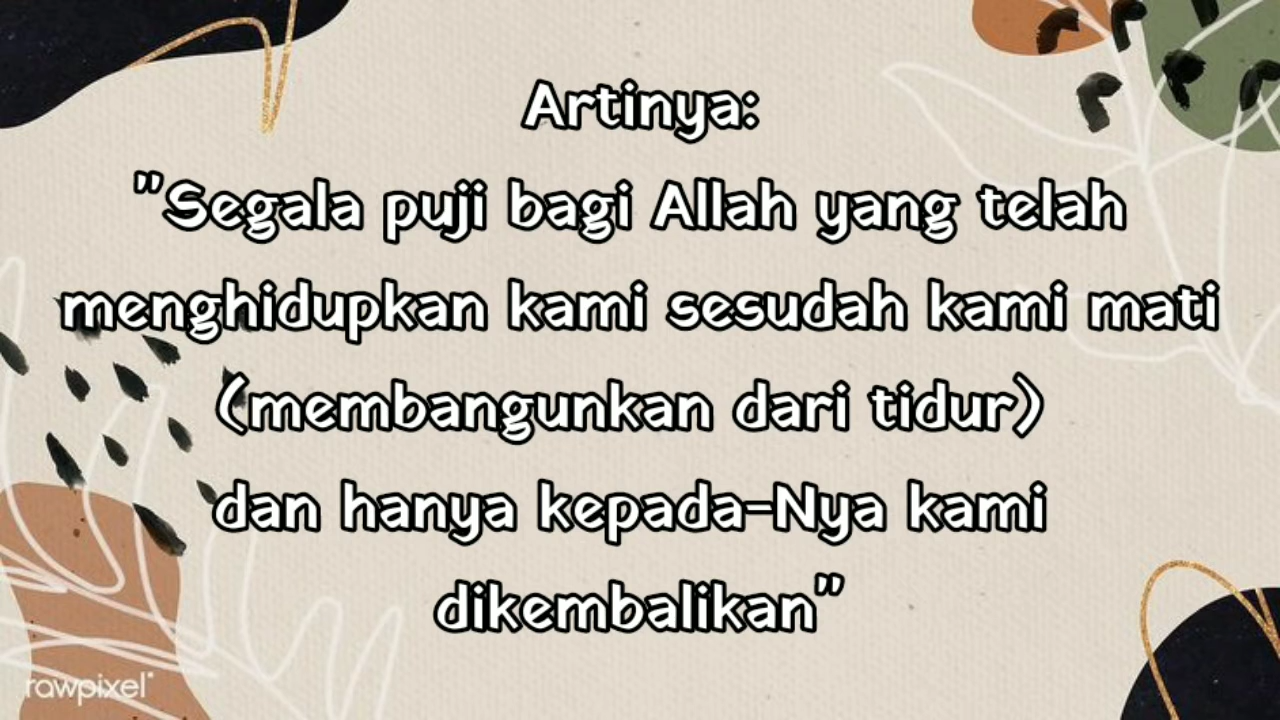 Artinya:
"Segala puji bagi Allah yang telah
menghidupkan kami sesudah kami mati
(membangunkan dari tidur)
dan hanya kepada-Nya kami
dikembalikan"
rawpixel